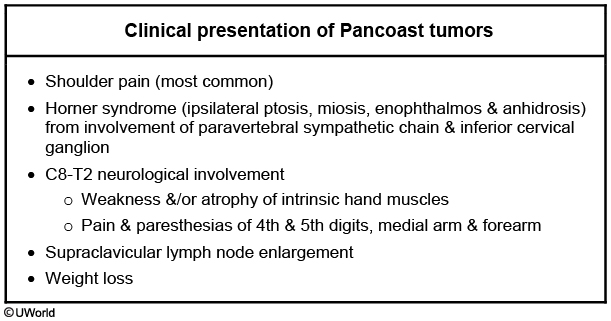 Clinical presentation of Pancoast tumors
• Shoulder pain (most common)
• Horner syndrome (ipsilateral ptosis, miosis, enophthalmos & anhidrosis)
from involvement of paravertebral sympathetic chain & inferior cervical
ganglion
• C8-T2 neurological involvement
o Weakness &/or atrophy of intrinsic hand muscles
o Pain & paresthesias of 4th & 5th digits, medial arm & forearm
• Supraclavicular lymph node enlargement
• Weight loss
©UWorld